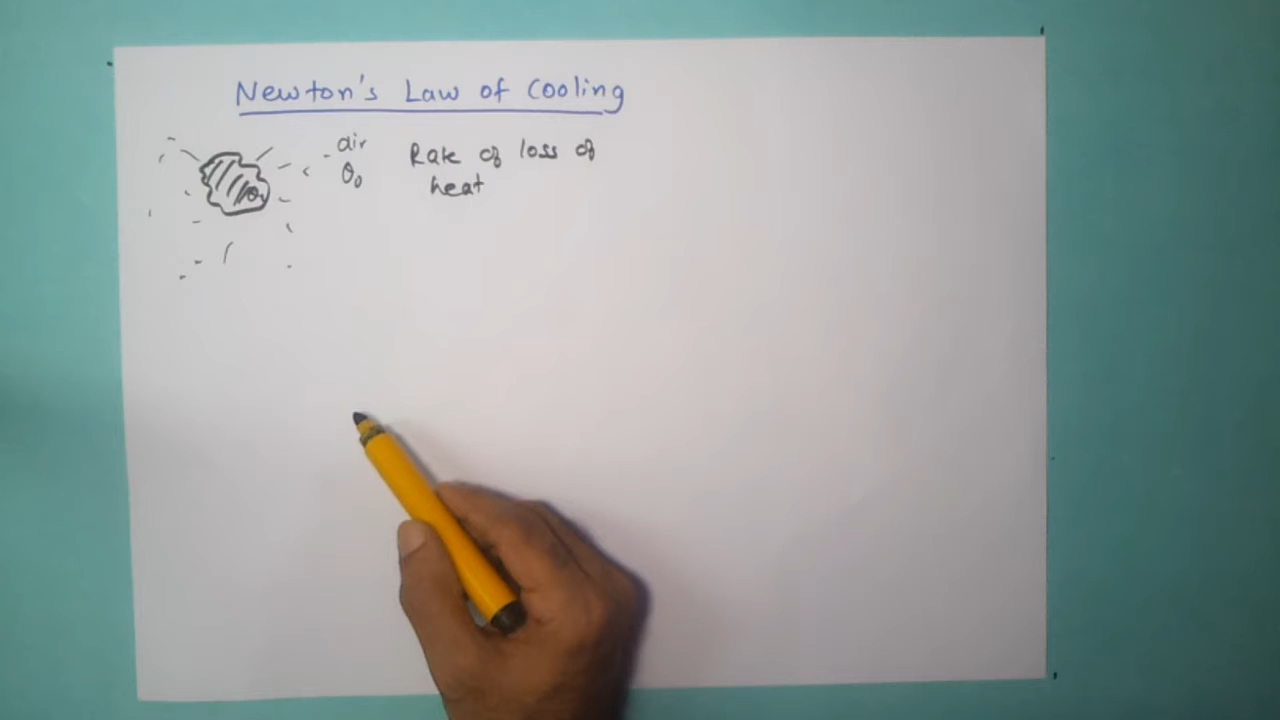 Newton's Law of Cooling
air
θ₀
Rate of loss of
heat